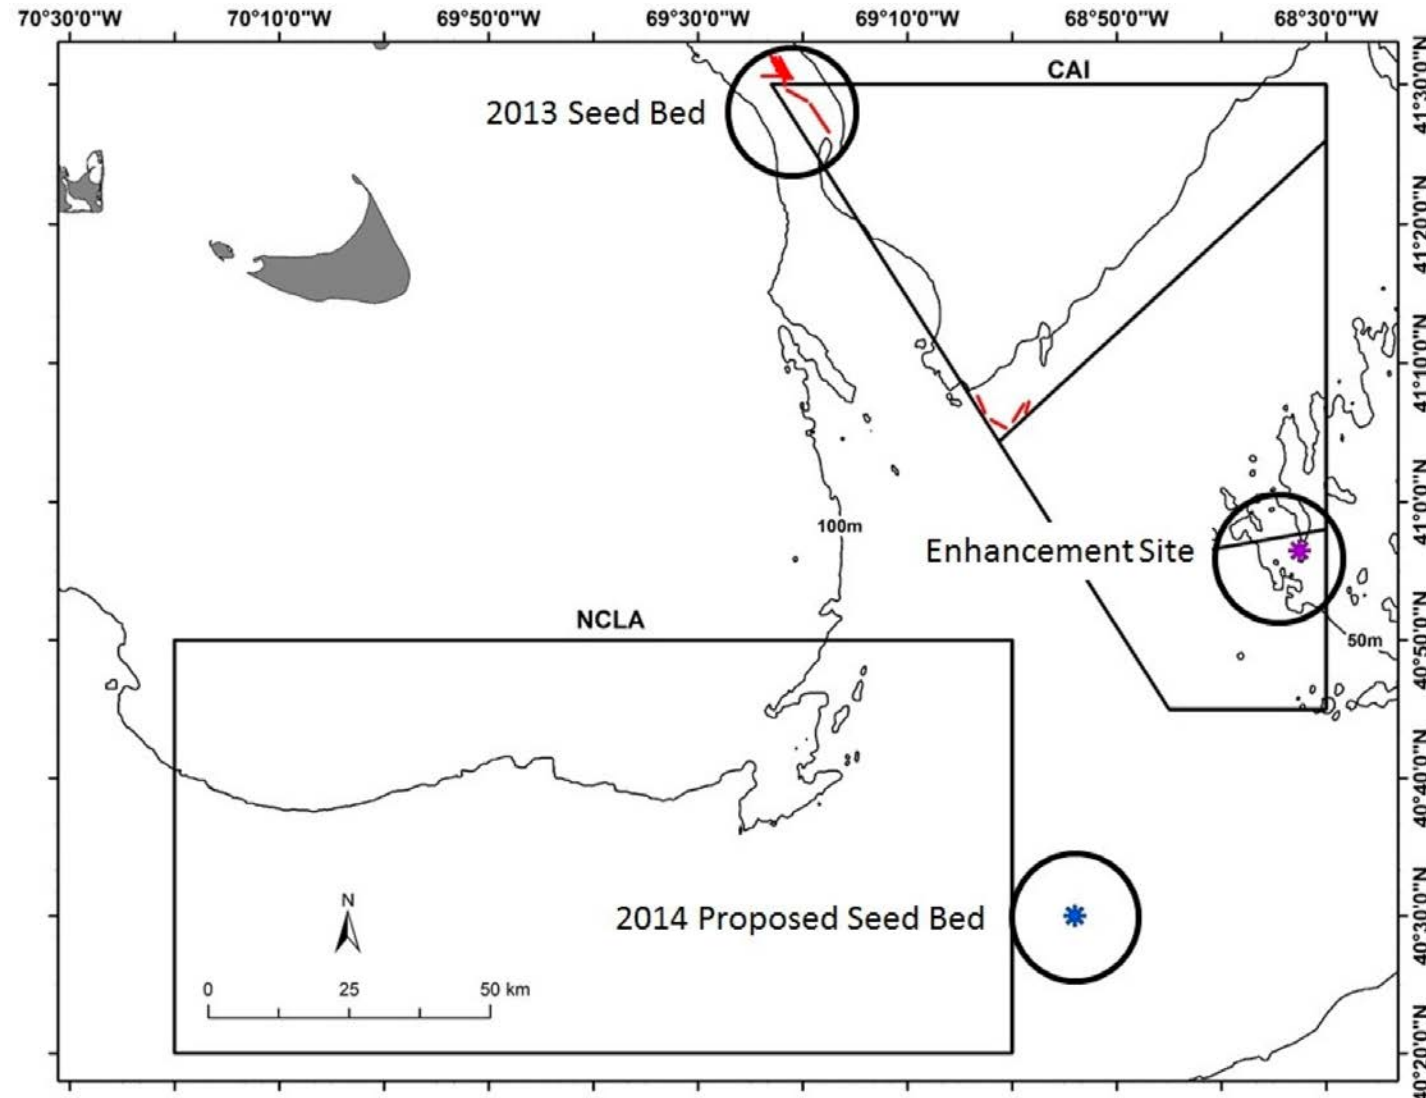 70°30'0"W 70°10'0"W 69°50'0"W 69°30'0"W 69°10'0"W 68°50'0"W 68°30'0"W
CAI
2013 Seed Bed
41°30'0"N
41°20'0"N
41°10'0"N
41°0'0"N
100m
Enhancement Site
NCLA
50m
40°50'0"N
40°40'0"N
N
2014 Proposed Seed Bed
40°30'0"N
0 25 50 km
40°20'0"N